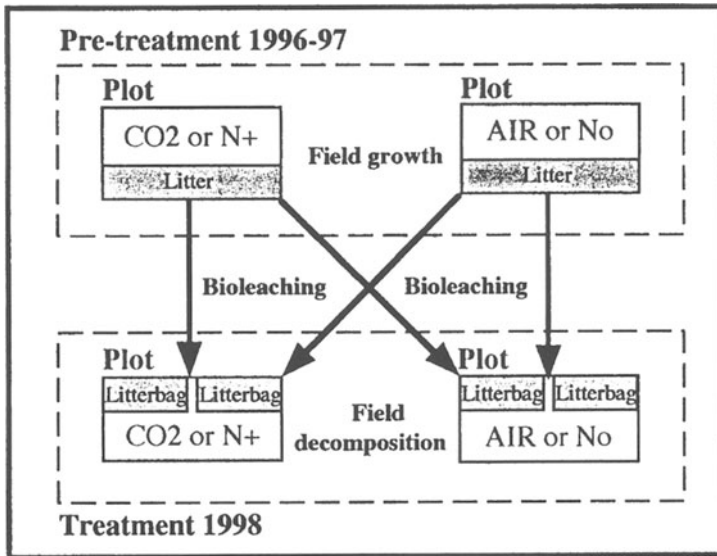 Pre-treatment 1996-97
Plot
Plot
CO2 or N+
AIR or No
Field growth
Litter
Litter
Bioleaching
Bioleaching
Plot
Plot
Litterbag
Litterbag
Litterbag
Litterbag
CO2 or N+
Field
decomposition
AIR or No
Treatment 1998